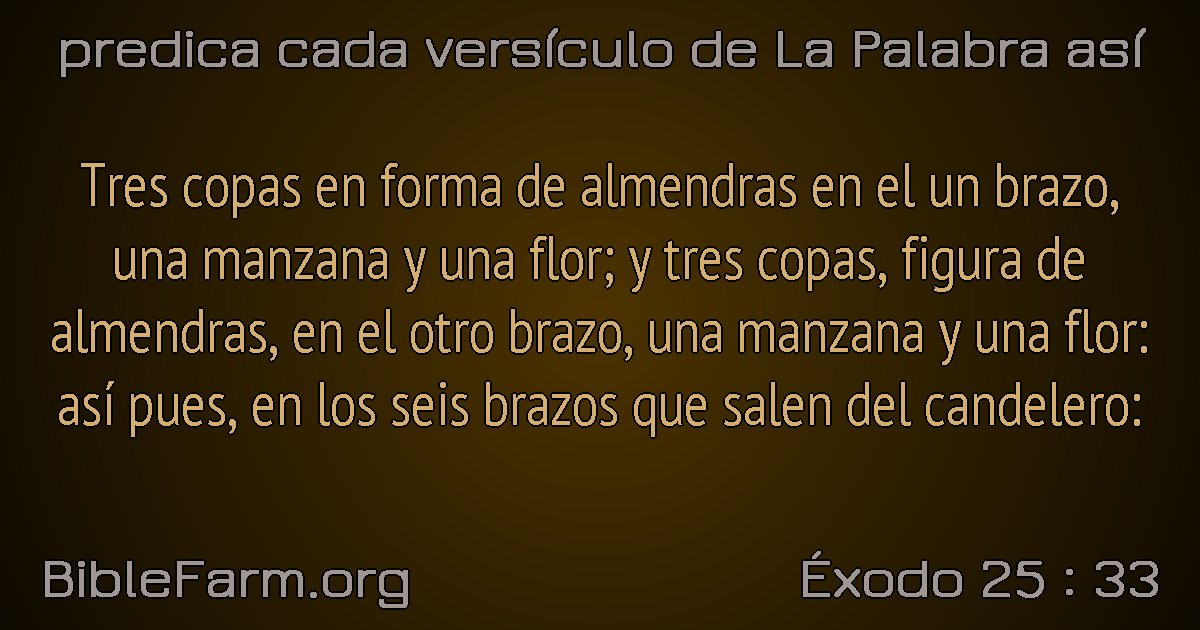 predica cada versículo de La Palabra así
Tres copas en forma de almendras en el un brazo,
una manzana y una flor; y tres copas, figura de
almendras, en el otro brazo, una manzana y una flor:
así pues, en los seis brazos que salen del candelero:
BibleFarm.org
Éxodo 25 : 33